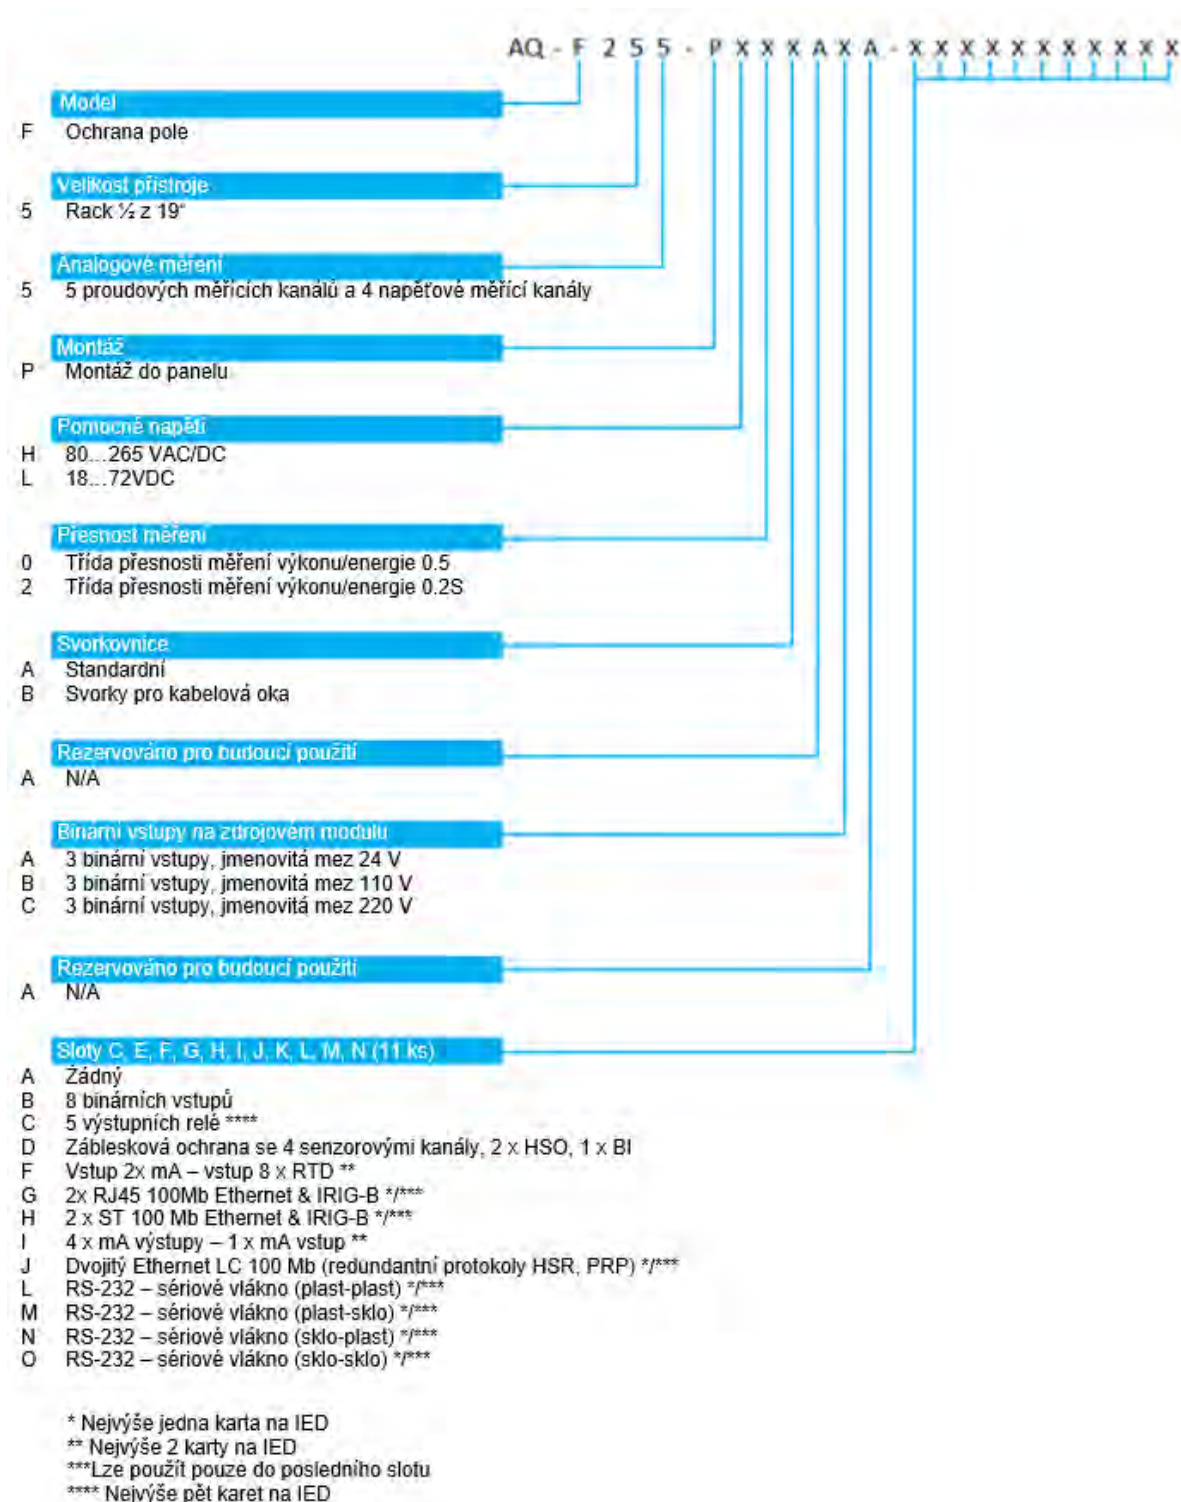 AQ - F 2 5 5 - P X X X A X A - X X X X X X X X X X X
Model
F Ochrana pole
Velikost přístroje
5 Rack ½ z 19“
Analogové měření
5 5 proudových měřicích kanálů a 4 napěťové měřící kanály
Montáž
P Montáž do panelu
Pomocné napětí
H 80...265 VAC/DC
L 18...72VDC
Přesnost měření
0 Třída přesnosti měření výkonu/energie 0.5
2 Třída přesnosti měření výkonu/energie 0.2S
Svorkovnice
A Standardní
B Svorky pro kabelová oka
Rezervováno pro budoucí použití
A N/A
Binární vstupy na zdrojovém modulu
A 3 binární vstupy, jmenovitá mez 24 V
B 3 binární vstupy, jmenovitá mez 110 V
C 3 binární vstupy, jmenovitá mez 220 V
Rezervováno pro budoucí použití
A N/A
Sloty C, E, F, G, H, I, J, K, L, M, N (11 ks)
A Žádný
B 8 binárních vstupů
C 5 výstupních relé ****
D Záblesková ochrana se 4 senzorovými kanály, 2 x HSO, 1 x BI
F Vstup 2x mA – vstup 8 x RTD **
G 2x RJ45 100Mb Ethernet & IRIG-B */***
H 2 x ST 100 Mb Ethernet & IRIG-B */***
I 4 x mA výstupy – 1 x mA vstup **
J Dvojitý Ethernet LC 100 Mb (redundantní protokoly HSR, PRP) */***
L RS-232 – sériové vlákno (plast-plast) */***
M RS-232 – sériové vlákno (plast-sklo) */***
N RS-232 – sériové vlákno (sklo-plast) */***
O RS-232 – sériové vlákno (sklo-sklo) */***
* Nejvýše jedna karta na IED
** Nejvýše 2 karty na IED
***Lze použít pouze do posledního slotu
**** Nejvýše pět karet na IED